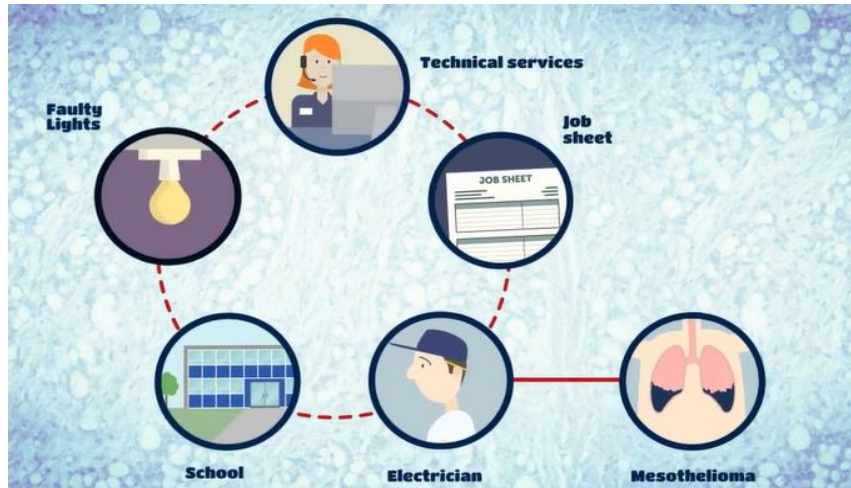 Technical services
Faulty
Lights
Job
sheet
JOB SHEET
School
Electrician
Mesothelioma